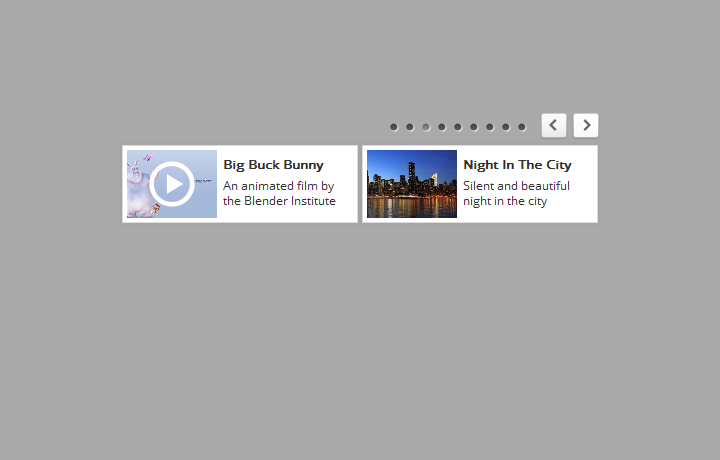 Big Buck Bunny
An animated film by
the Blender Institute
Night In The City
Silent and beautiful
night in the city